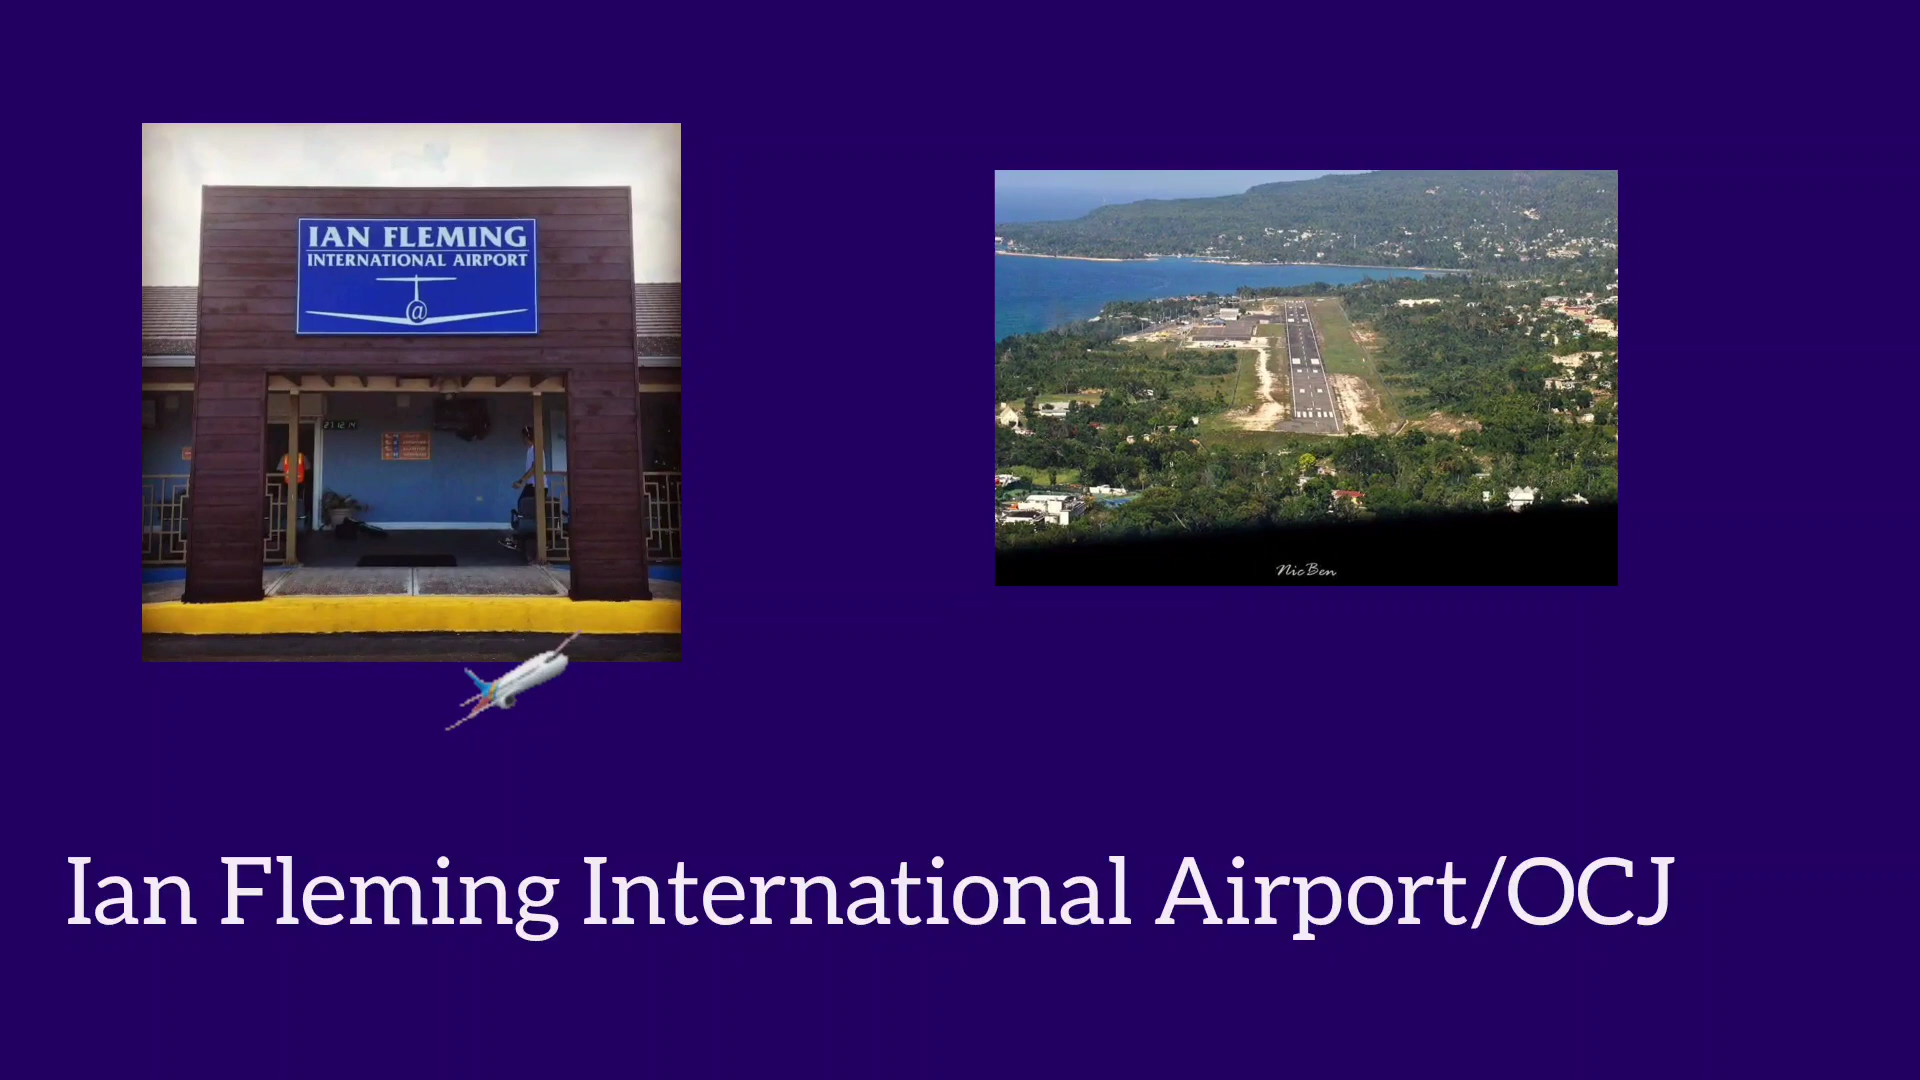 IAN FLEMING
INTERNATIONAL AIRPORT
@
NicBen
Ian Fleming International Airport/OCJ